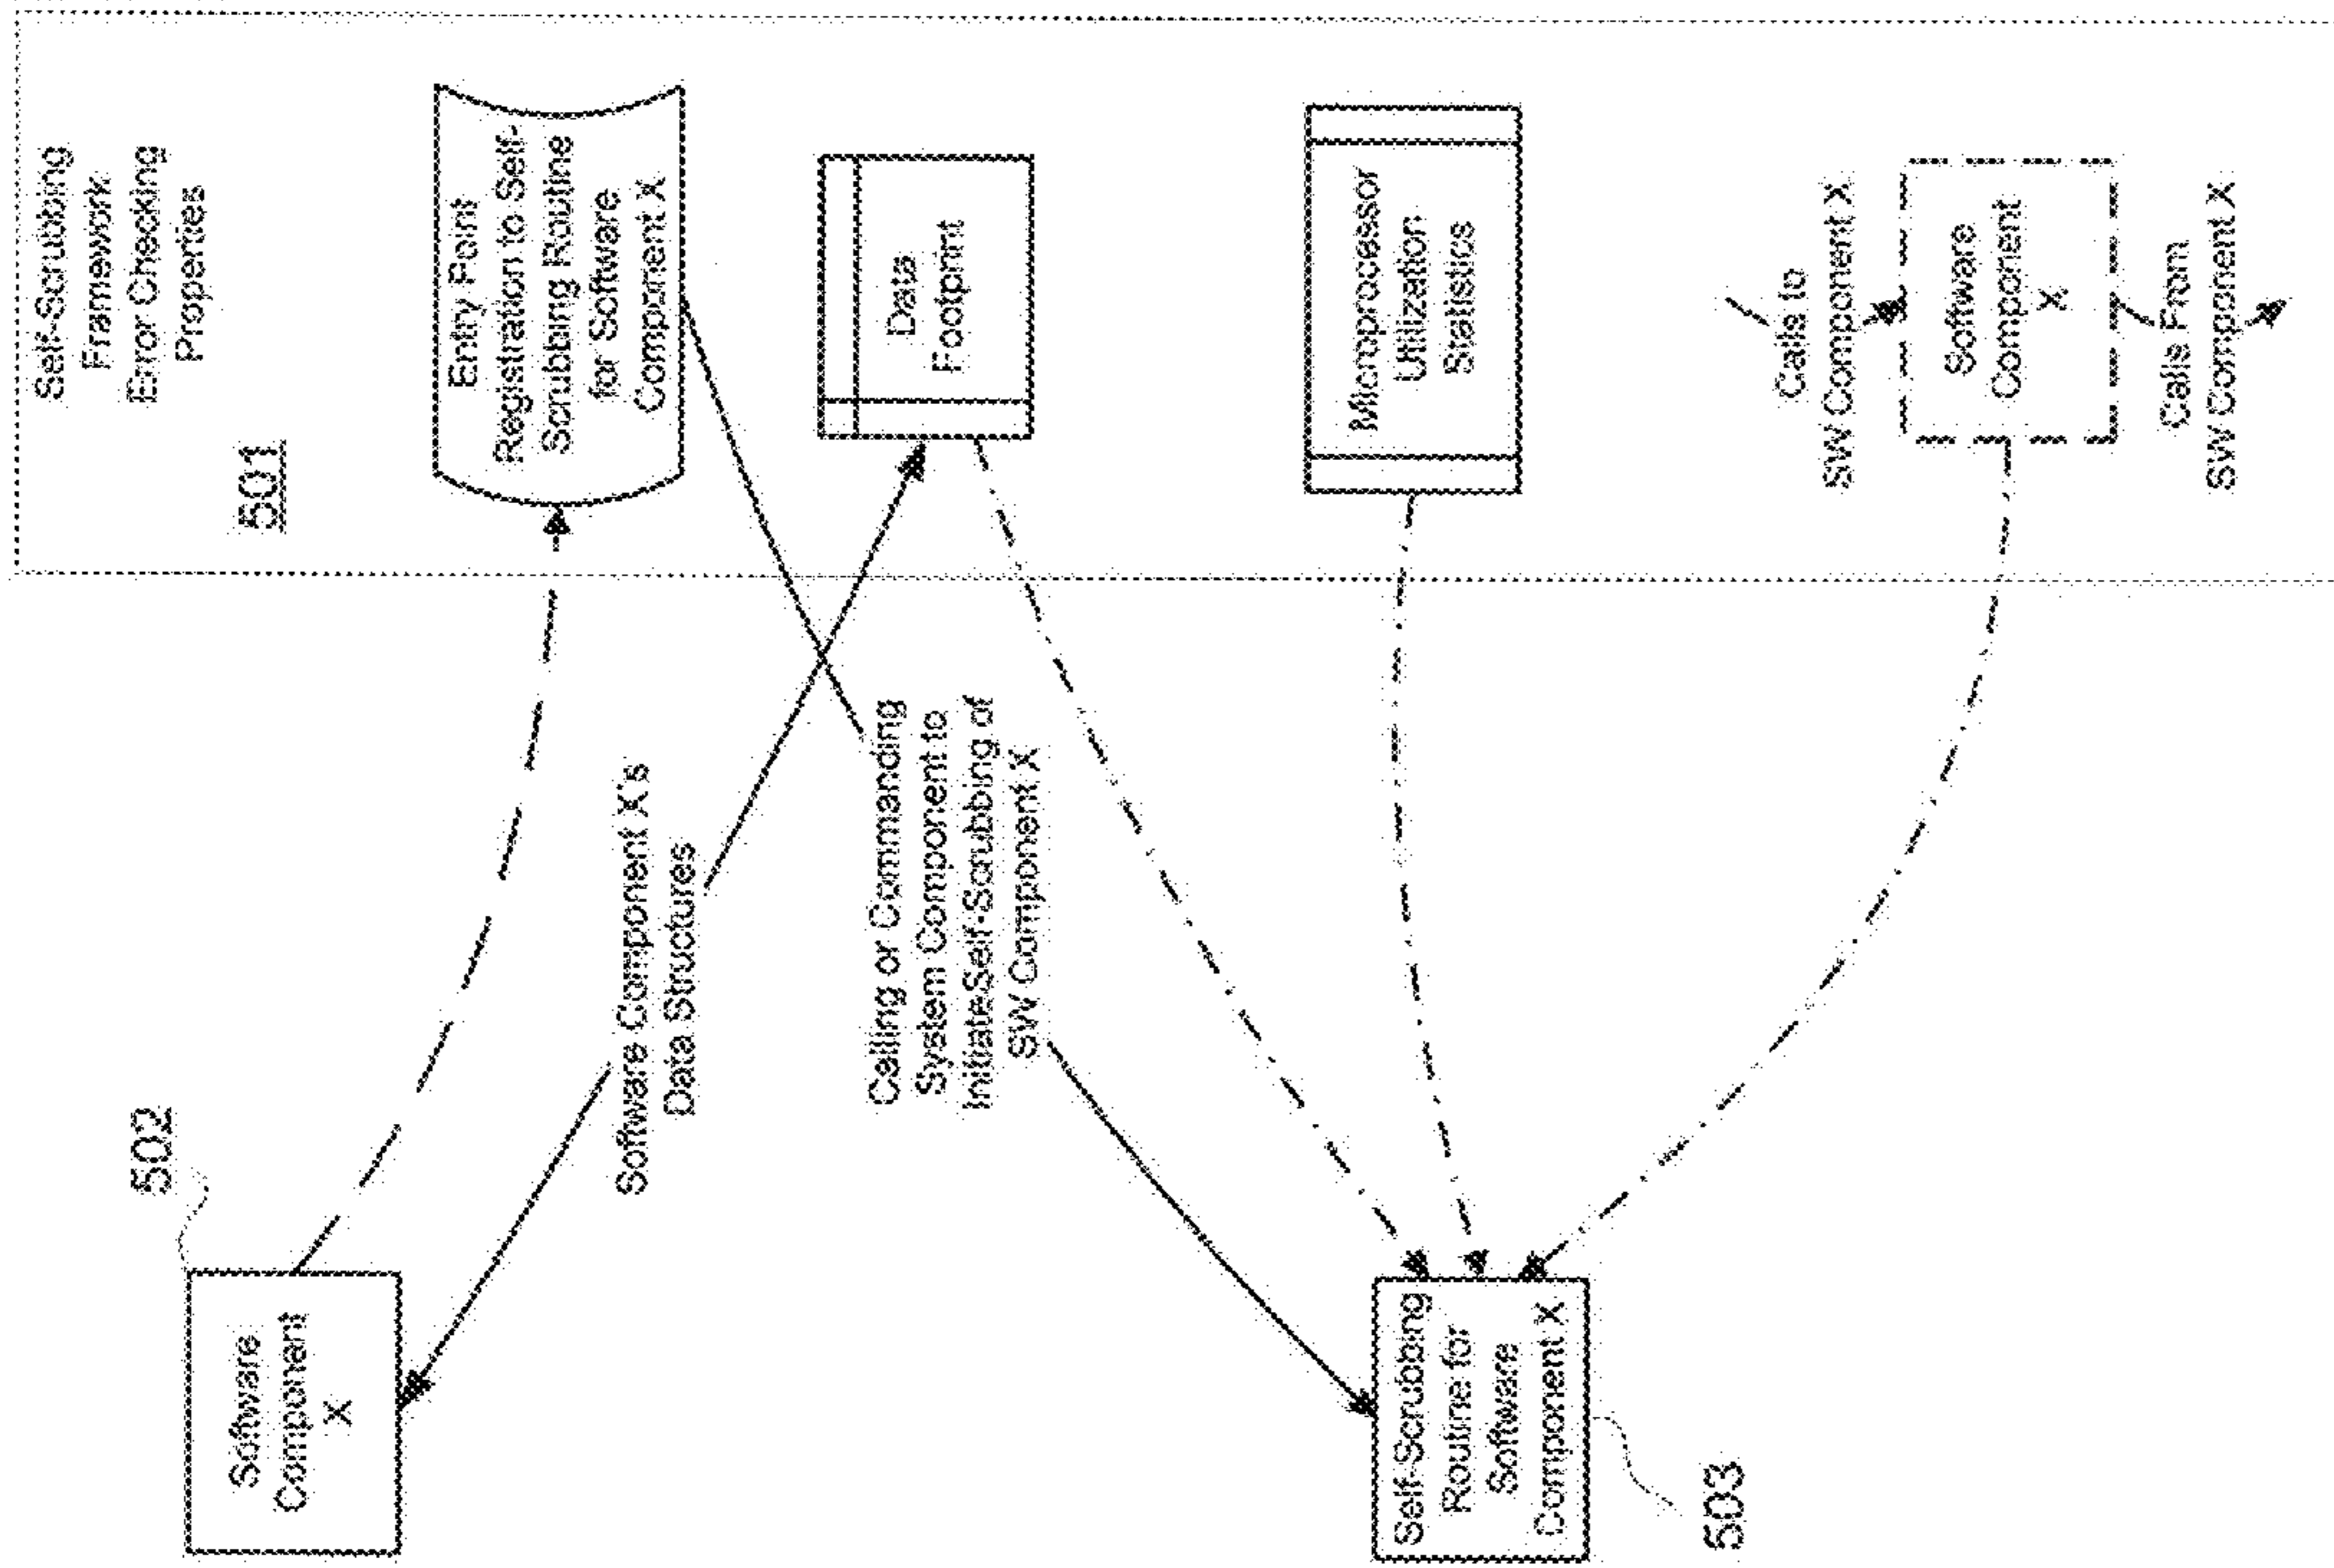 502
Software
Component
X
Software Component X's
Data Structures
Calling or Commanding
System Component to
Initiate Self-Scrubbing of
SW Component X
Self-Scrubbing
Routine for
Software
Component X
503
501
Self-Scrubbing
Framework
Error Checking
Properties
Entry Point
Registration to Self-
Scrubbing Routine
for Software
Component X
Data
Footprint
Microprocessor
Utilization
Statistics
Calls to
SW Component X
Software
Component
X
Calls From
SW Component X